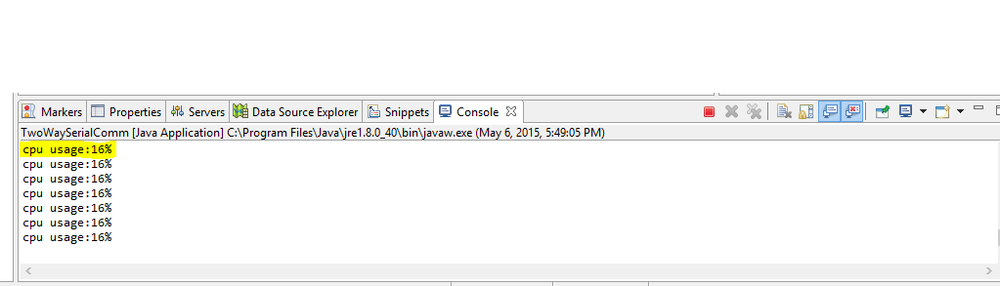 Markers Properties Servers Data Source Explorer Snippets Console
TwoWaySerialComm [Java Application] C:\Program Files\Java\jre1.8.0_40\bin\javaw.exe (May 6, 2015, 5:49:05 PM)
cpu usage:16%
cpu usage:16%
cpu usage:16%
cpu usage:16%
cpu usage:16%
cpu usage:16%
cpu usage:16%